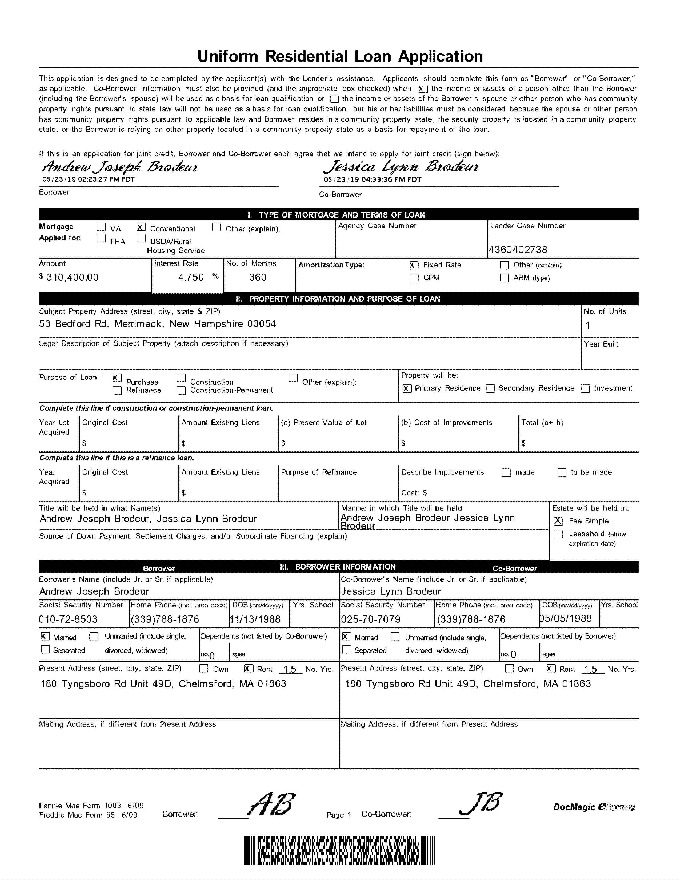 Uniform Residential Loan Application
This application is designed to be completed by the applicant(s) with the Lender's assistance. Applicants should complete this form as "Borrower" or "Co-Borrower,"
as applicable. Co-Borrower information must also be provided (and the appropriate box checked) when X the income or assets of a person other than the Borrower
(including the Borrower's spouse) will be used as a basis for loan qualification or the income or assets of the Borrower's spouse or other person who has community
property rights pursuant to state law will not be used as a basis for loan qualification, but his or her liabilities must be considered because the spouse or other person
has community property rights pursuant to applicable law and Borrower resides in a community property state, the security property is located in a community property
state, or the Borrower is relying on other property located in a community property state as a basis for repayment of the loan.
If this is an application for joint credit, Borrower and Co-Borrower each agree that we intend to apply for joint credit (sign below):
Andrew Joseph Brodeur Jessica Lynn Brodeur
PM PDT PM PDT
Borrower Co-Borrower
I. TYPE OF MORTGAGE AND TERMS OF LOAN
Mortgage VA X Conventional Other (explain): Agency Case Number Lender Case Number
Applied for: FHA USDA/Rural
Housing Service 4360402738
Amount Interest Rate No. of Months Amortization Type: X Fixed Rate Other (explain):
$ 310,400.00 4.750 % 360 GPM ARM (type):
II. PROPERTY INFORMATION AND PURPOSE OF LOAN
Subject Property Address (street, city, state & ZIP) No. of Units
53 Bedford Rd, Merrimack, New Hampshire 03054 1
Legal Description of Subject Property (attach description if necessary) Year Built
Purpose of Loan X Purchase Construction Other (explain): Property will be:
Refinance Construction-Permanent X Primary Residence Secondary Residence Investment
Complete this line if construction or construction-permanent loan.
Year Lot Original Cost Amount Existing Liens (a) Present Value of Lot (b) Cost of Improvements Total (a+b)
Acquired $ $ $ $ $
Complete this line if this is a refinance loan.
Year Original Cost Amount Existing Liens Purpose of Refinance Describe Improvements made to be made
Acquired $ $ Cost: $
Title will be held in what Name(s) Manner in which Title will be held Estate will be held in:
Andrew Joseph Brodeur, Jessica Lynn Brodeur Andrew Joseph Brodeur Jessica Lynn X Fee Simple
Brodeur
Source of Down Payment, Settlement Charges, and/or Subordinate Financing (explain) Leasehold (show
expiration date)
Borrower III. BORROWER INFORMATION Co-Borrower
Borrower's Name (include Jr. or Sr. if applicable) Co-Borrower's Name (include Jr. or Sr. if applicable)
Andrew Joseph Brodeur Jessica Lynn Brodeur
Social Security Number Home Phone (incl. area code) DOB (mm/dd/yyyy) Yrs. School Social Security Number Home Phone (incl. area code) DOB (mm/dd/yyyy) Yrs. School
(339)788-1876 (339)788-1876
X Married Unmarried (include single, Dependents (not listed by Co-Borrower) X Married Unmarried (include single, Dependents (not listed by Borrower)
Separated divorced, widowed) no. 0 ages Separated divorced, widowed) no. 0 ages
Present Address (street, city, state, ZIP) Own X Rent 1.5 No. Yrs. Present Address (street, city, state, ZIP) Own X Rent 1.5 No. Yrs.
Tyngsboro Rd Unit 49D, Chelmsford, MA 01863 Tyngsboro Rd Unit 49D, Chelmsford, MA 01863
Mailing Address, if different from Present Address Mailing Address, if different from Present Address
Fannie Mae Form 1003 6/09
Freddie Mac Form 65 6/09 Borrower: AB Page 1 Co-Borrower: JB DocMagic